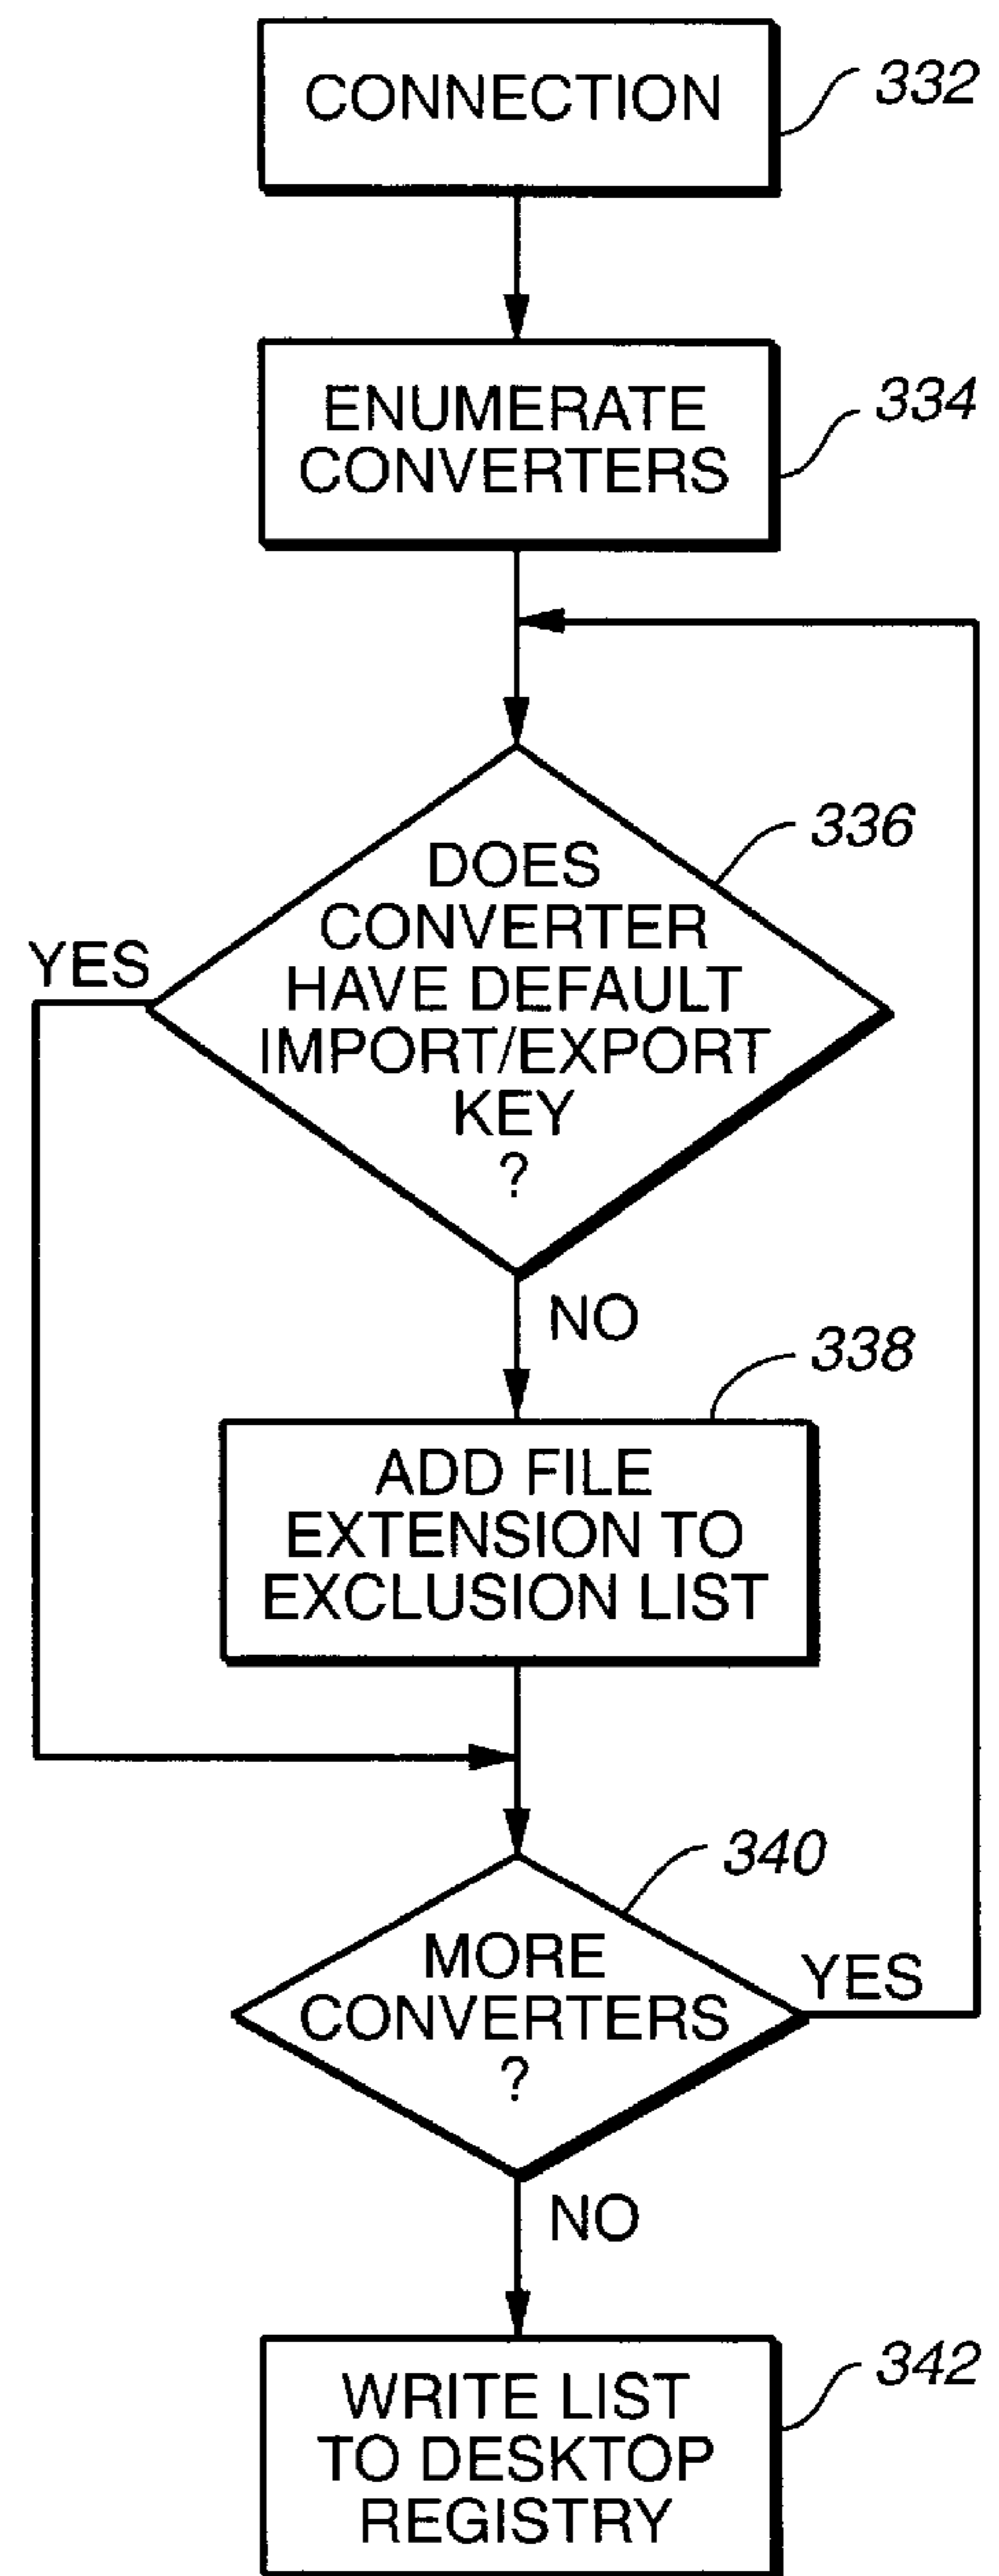 CONNECTION
332
ENUMERATE
CONVERTERS
334
336
DOES
CONVERTER
HAVE DEFAULT
IMPORT/EXPORT
KEY
?
YES
NO
338
ADD FILE
EXTENSION TO
EXCLUSION LIST
340
MORE
CONVERTERS
?
YES
NO
WRITE LIST
TO DESKTOP
REGISTRY
342